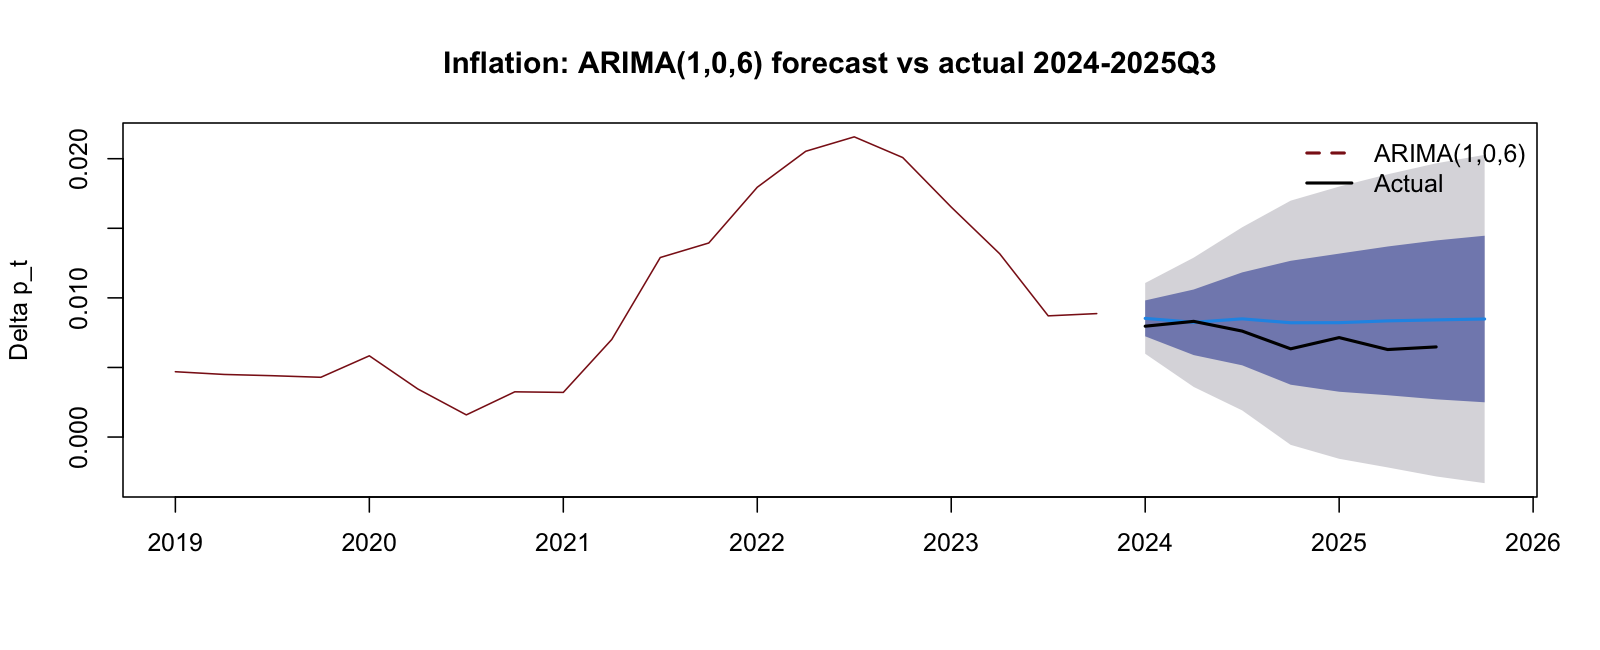 Inflation: ARIMA(1,0,6) forecast vs actual 2024-2025Q3
Delta p_t
0.020
0.010
0.000
ARIMA(1,0,6)
Actual
2019 2020 2021 2022 2023 2024 2025 2026